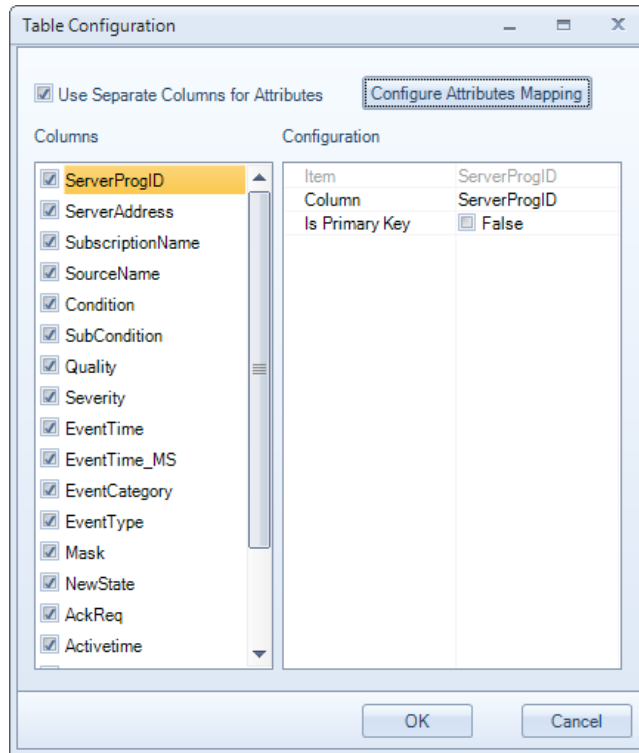 Table Configuration
Use Separate Columns for Attributes
Configure Attributes Mapping
Columns
Configuration
ServerProgID
ServerAddress
SubscriptionName
SourceName
Condition
SubCondition
Quality
Severity
EventTime
EventTime_MS
EventCategory
EventType
Mask
NewState
AckReq
Activetime
Item ServerProgID
Column ServerProgID
Is Primary Key False
OK
Cancel